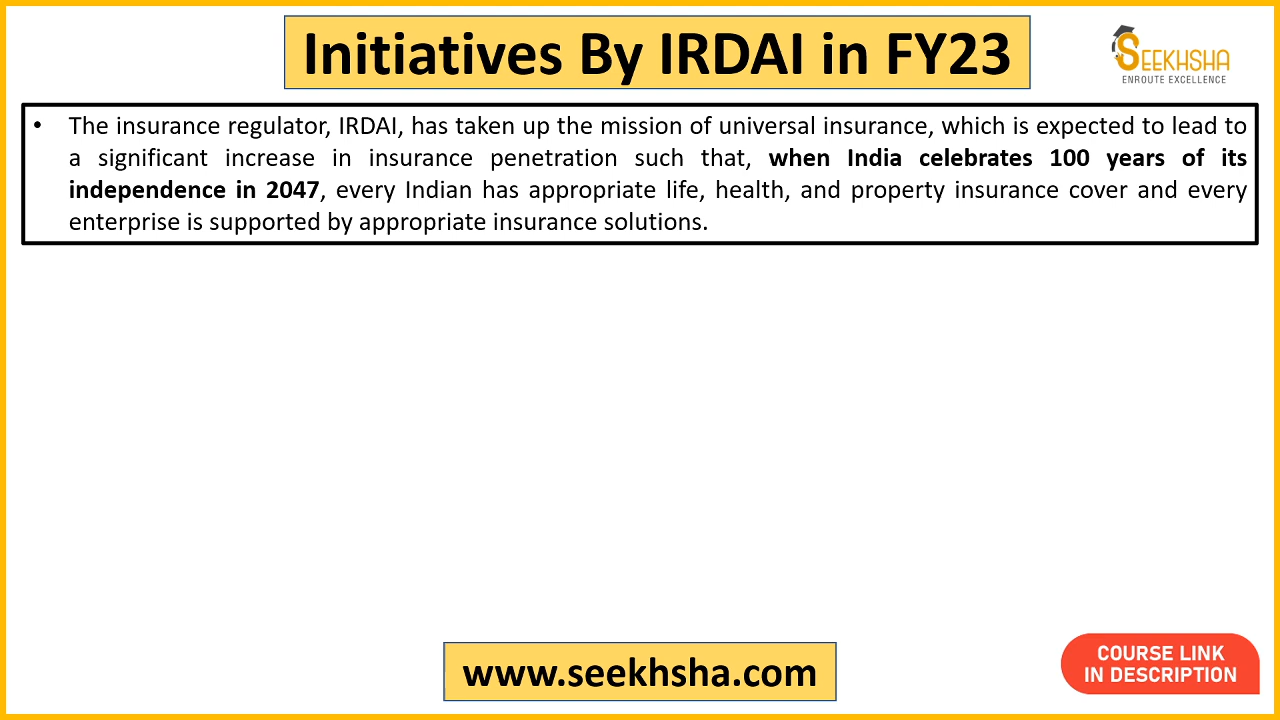 Initiatives By IRDAI in FY23
SEEKHSHA
ENROUTE EXCELLENCE
• The insurance regulator, IRDAI, has taken up the mission of universal insurance, which is expected to lead to
a significant increase in insurance penetration such that, when India celebrates 100 years of its
independence in 2047, every Indian has appropriate life, health, and property insurance cover and every
enterprise is supported by appropriate insurance solutions.
www.seekhsha.com
COURSE LINK
IN DESCRIPTION